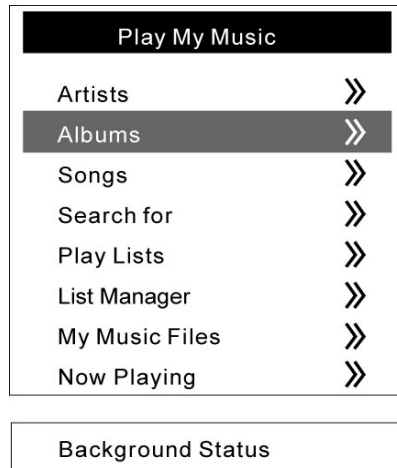 Play My Music
Artists
Albums
Songs
Search for
Play Lists
List Manager
My Music Files
Now Playing
Background Status